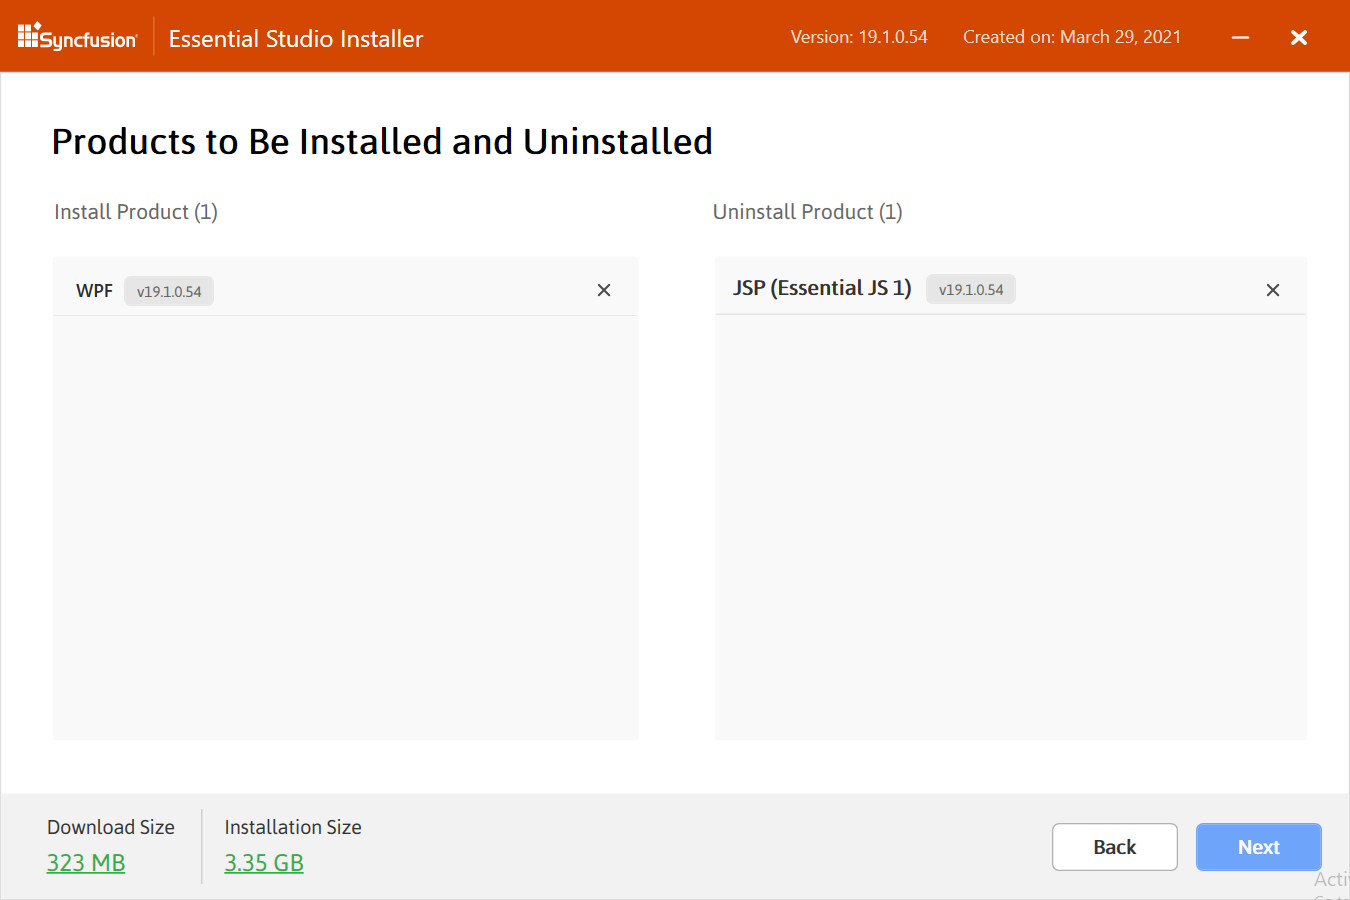 Syncfusion
Essential Studio Installer
Version: 19.1.0.54
Created on: March 29, 2021
Products to Be Installed and Uninstalled
Install Product (1)
Uninstall Product (1)
WPF
v19.1.0.54
JSP (Essential JS 1)
v19.1.0.54
Download Size
323 MB
Installation Size
3.35 GB
Back
Next
Acti